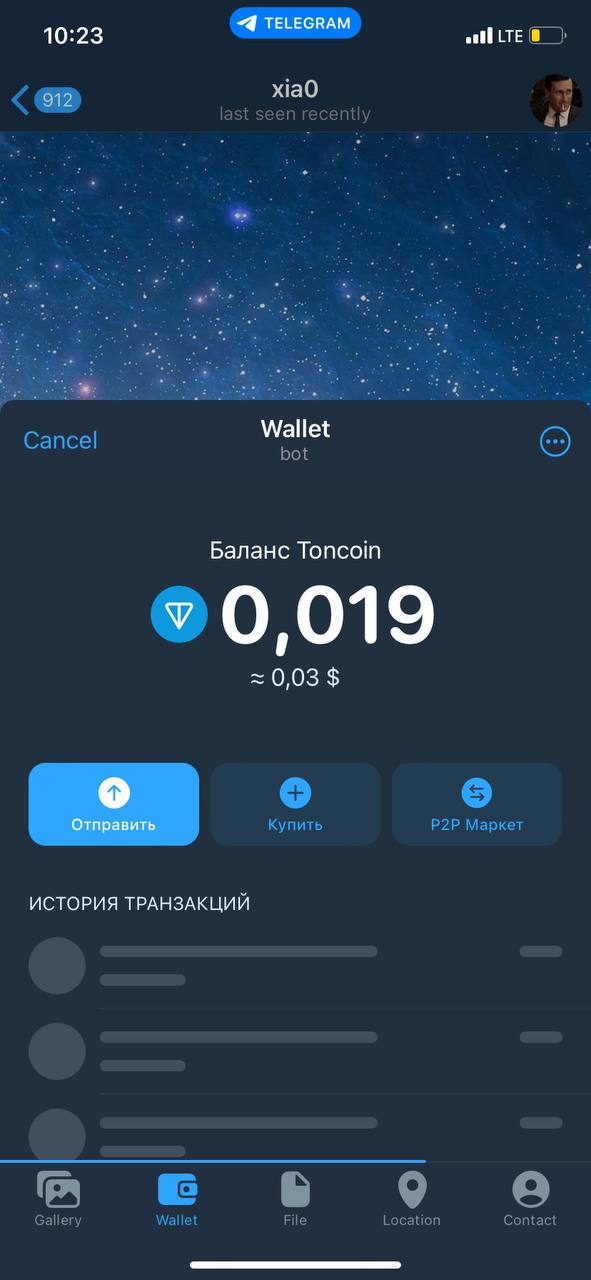 10:23
TELEGRAM
LTE
912
xia0
last seen recently
Cancel
Wallet
bot
Баланс Toncoin
0,019
≈ 0,03 $
Отправить
Купить
P2P Маркет
ИСТОРИЯ ТРАНЗАКЦИЙ
Gallery
Wallet
File
Location
Contact